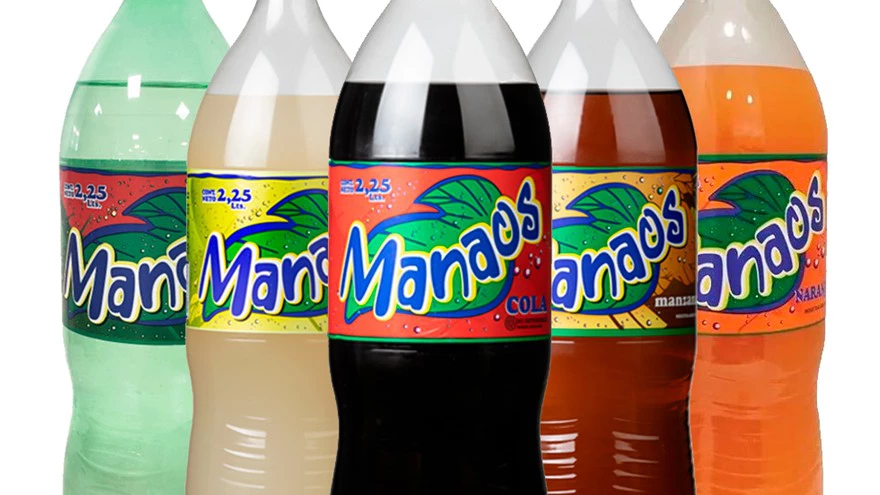 CONT. NETO 2,25 Lts.
Mana
CONT. NETO 2,25 Lts.
Mana
CONT. NETO 2,25 Lts.
Manaos
COLA
anaos
manzan
anaos
NARAN